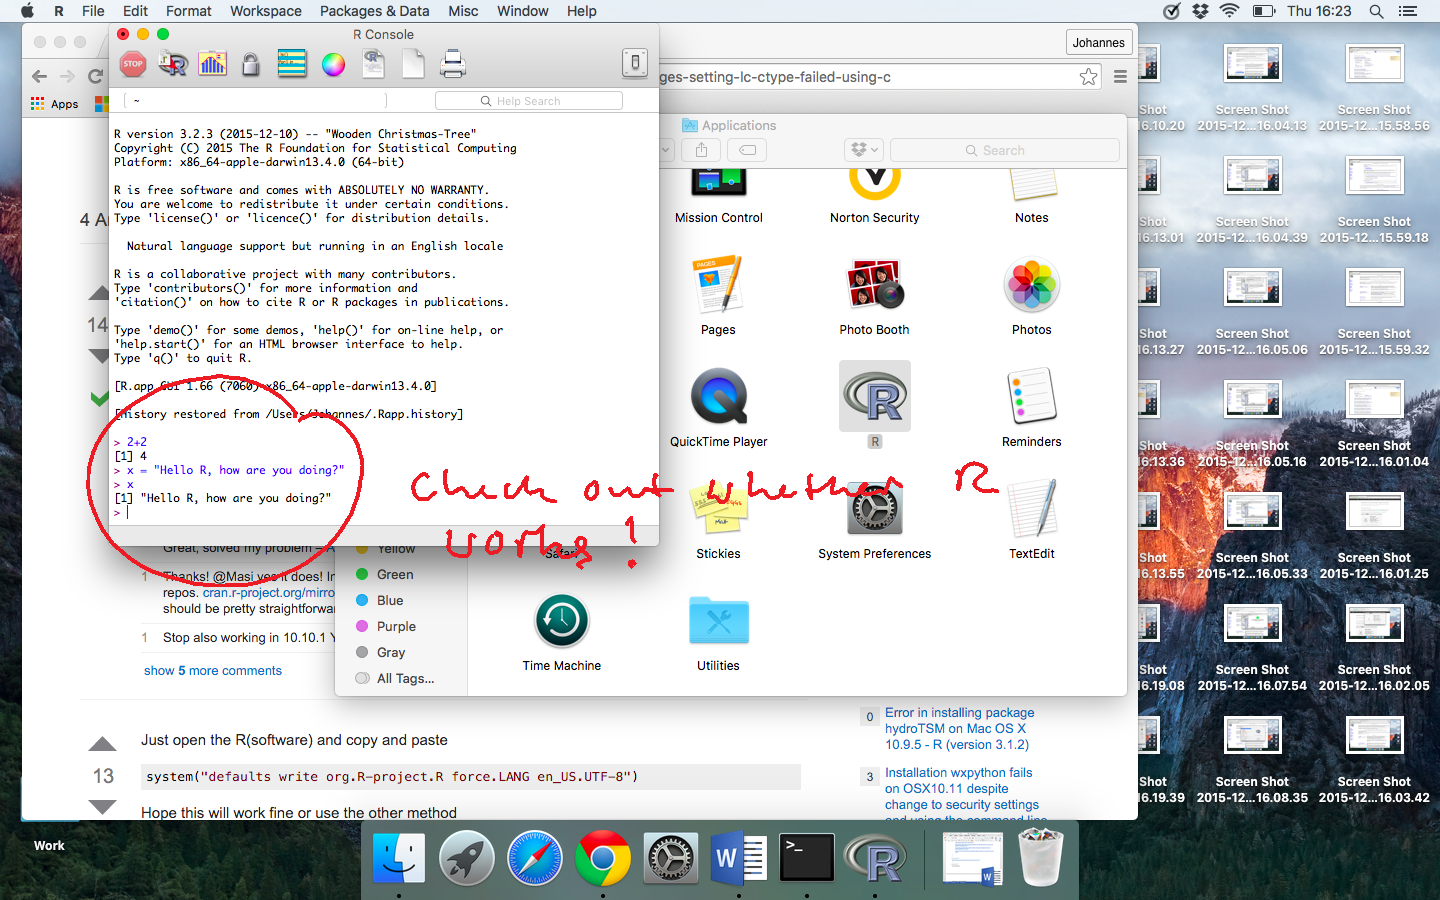 R File Edit Format Workspace Packages & Data Misc Window Help
Thu 16:23
R Console
Johannes
STOP
ges-setting-lc-ctype-failed-using-c
Apps
~
Help Search
R version 3.2.3 (2015-12-10) -- "Wooden Christmas-Tree"
Copyright (C) 2015 The R Foundation for Statistical Computing
Platform: x86_64-apple-darwin13.4.0 (64-bit)
R is free software and comes with ABSOLUTELY NO WARRANTY.
You are welcome to redistribute it under certain conditions.
Type 'license()' or 'licence()' for distribution details.
Natural language support but running in an English locale
R is a collaborative project with many contributors.
Type 'contributors()' for more information and
'citation()' on how to cite R or R packages in publications.
Type 'demo()' for some demos, 'help()' for on-line help, or
'help.start()' for an HTML browser interface to help.
Type 'q()' to quit R.
[R.app GUI 1.66 (7060) x86_64-apple-darwin13.4.0]
[History restored from /Users/Johannes/.Rapp.history]
> 2+2
[1] 4
> x = "Hello R, how are you doing?"
> x
[1] "Hello R, how are you doing?"
>
Check out whether R
works!
4 A
14
Great, solved my problem – A
1 Thanks! @Masi yes it does! In
repos. cran.r-project.org/mirro
should be pretty straightforwar
1 Stop also working in 10.10.1 Y
show 5 more comments
Just open the R(software) and copy and paste
13
system("defaults write org.R-project.R force.LANG en_US.UTF-8")
Hope this will work fine or use the other method
0 Error in installing package
hydroTSM on Mac OS X
10.9.5 - R (version 3.1.2)
3 Installation wxpython fails
on OSX10.11 despite
change to security settings
and using the command line
Applications
Search
Mission Control Norton Security Notes
Pages Photo Booth Photos
QuickTime Player R Reminders
Safari Stickies System Preferences TextEdit
Time Machine Utilities
Yellow
Green
Blue
Purple
Gray
All Tags...
Shot Screen Shot Screen Shot
16.10.20 2015-12...16.04.13 2015-12...15.58.56
Shot Screen Shot Screen Shot
16.13.01 2015-12...16.04.39 2015-12...15.59.18
Shot Screen Shot Screen Shot
16.13.27 2015-12...16.05.06 2015-12...15.59.32
Shot Screen Shot Screen Shot
16.13.36 2015-12...16.05.16 2015-12...16.01.04
Shot Screen Shot Screen Shot
16.13.55 2015-12...16.05.33 2015-12...16.01.25
Shot Screen Shot Screen Shot
16.19.08 2015-12...16.07.54 2015-12...16.02.05
Shot Screen Shot Screen Shot
16.19.39 2015-12...16.08.35 2015-12...16.03.42
Work